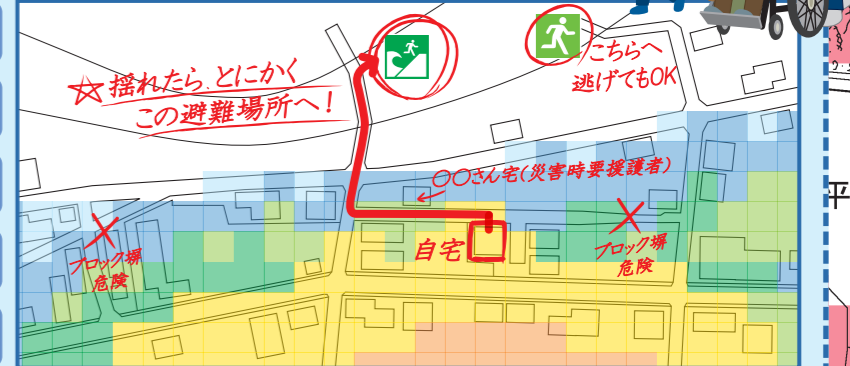 ☆揺れたら、とにかく
この避難場所へ！
こちらへ
逃げてもOK
〇〇さん宅（災害時要援護者）
自宅
ブロック塀
危険
ブロック塀
危険
平